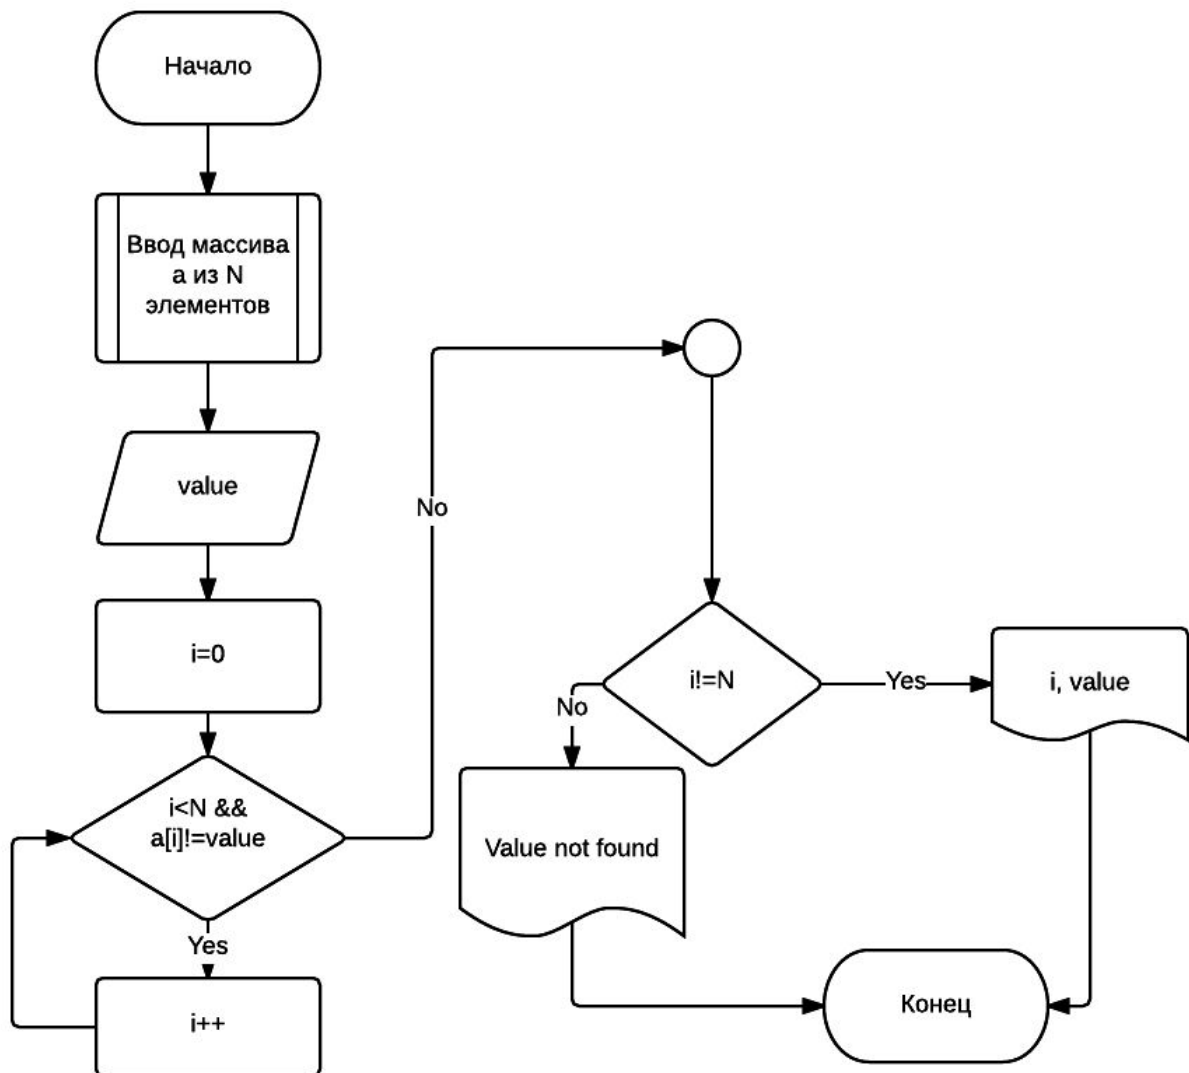 Начало
Ввод массива
а из N
элементов
value
i=0
i<N &&
a[i]!=value
Yes
i++
No
i!=N
No
Yes
Value not found
i, value
Конец